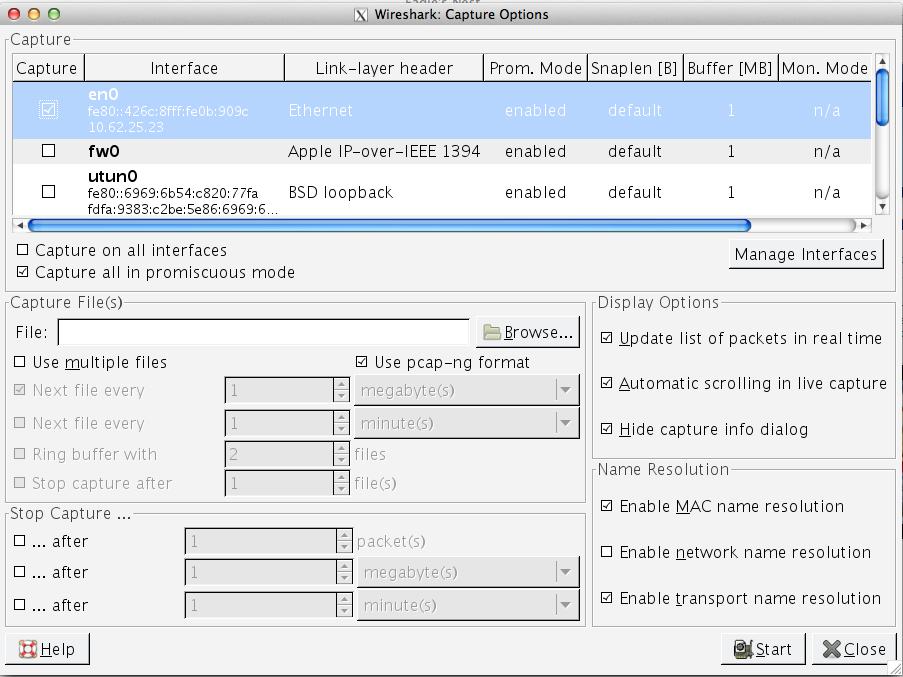 Wireshark: Capture Options
Capture
Capture Interface Link-layer header Prom. Mode Snaplen [B] Buffer [MB] Mon. Mode
en0
fe80::426c:8fff:fe0b:909c
10.62.25.23
Ethernet enabled default 1 n/a
fw0 Apple IP-over-IEEE 1394 enabled default 1 n/a
utun0
fe80::6969:6b54:c820:77fa
fdfa:9383:c2be:5e86:6969:6...
BSD loopback enabled default 1 n/a
Capture on all interfaces
Capture all in promiscuous mode
Manage Interfaces
Capture File(s)
File: Browse...
Use multiple files Use pcap-ng format
Next file every 1 megabyte(s)
Next file every 1 minute(s)
Ring buffer with 2 files
Stop capture after 1 file(s)
Stop Capture ...
... after 1 packet(s)
... after 1 megabyte(s)
... after 1 minute(s)
Display Options
Update list of packets in real time
Automatic scrolling in live capture
Hide capture info dialog
Name Resolution
Enable MAC name resolution
Enable network name resolution
Enable transport name resolution
Help Start Close